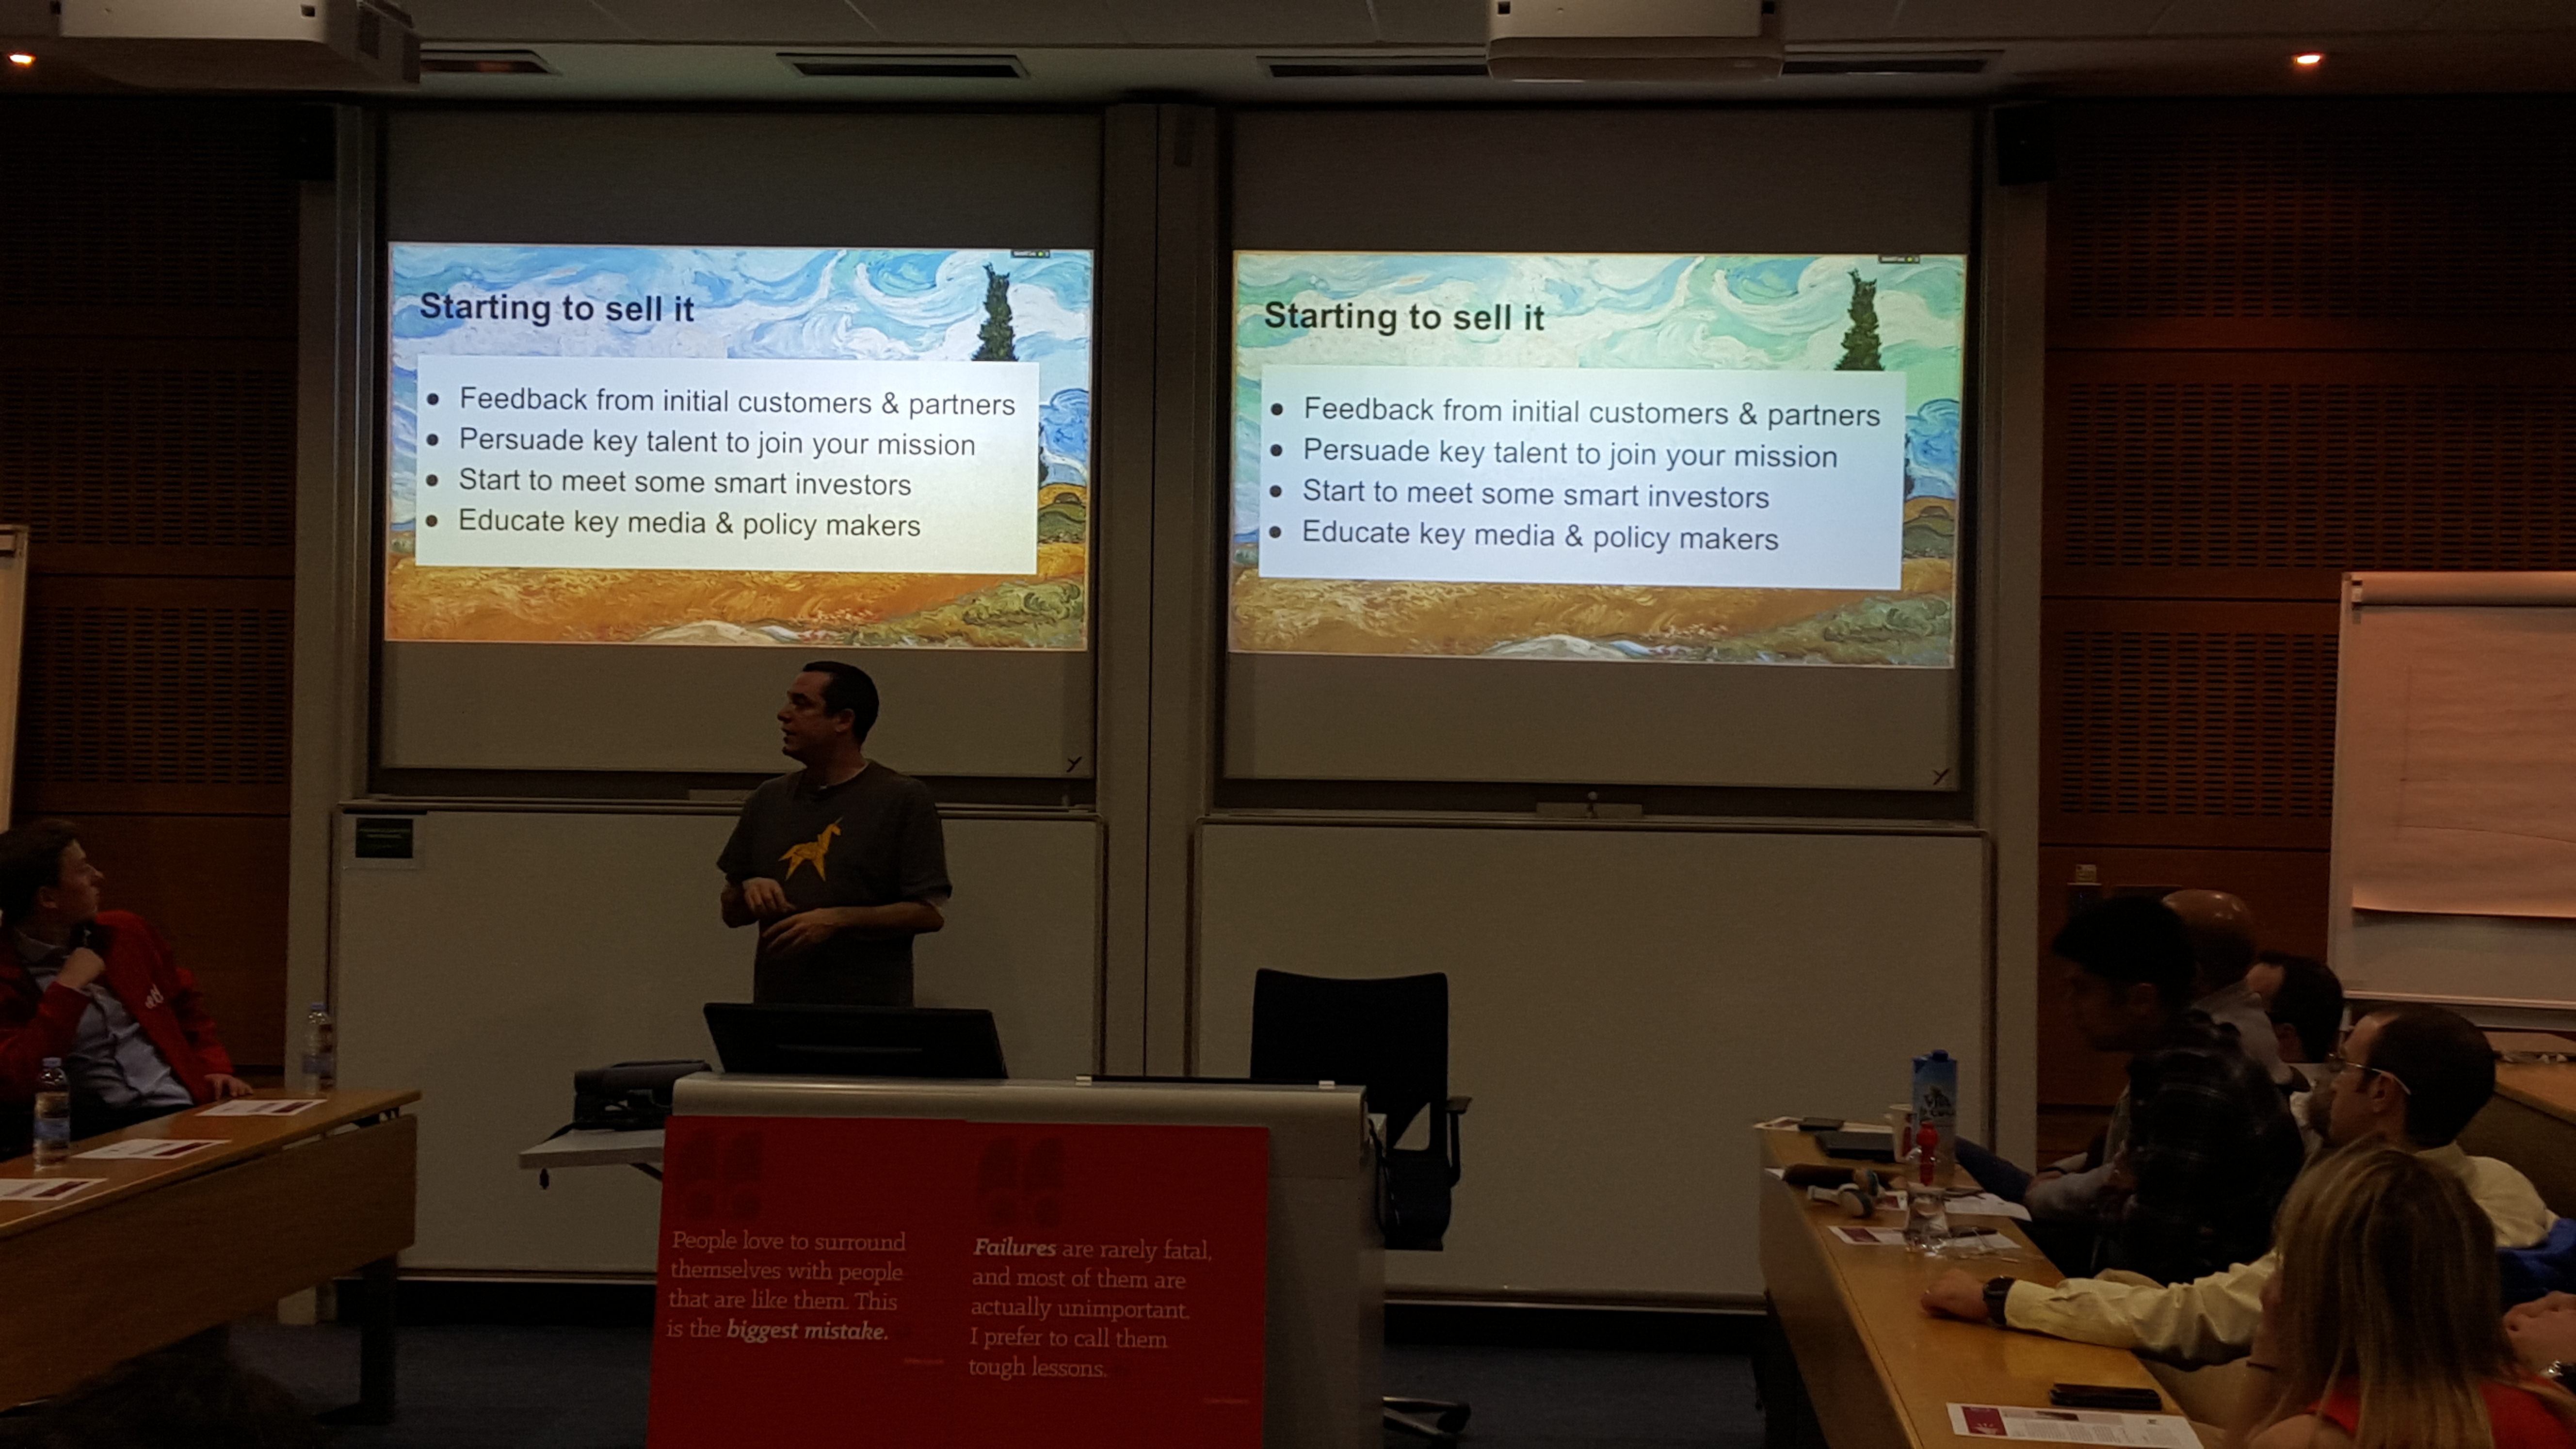 Starting to sell it
● Feedback from initial customers & partners
● Persuade key talent to join your mission
● Start to meet some smart investors
● Educate key media & policy makers
Starting to sell it
● Feedback from initial customers & partners
● Persuade key talent to join your mission
● Start to meet some smart investors
● Educate key media & policy makers
People love to surround
themselves with people
that are like them. This
is the biggest mistake.
Failures are rarely fatal,
and most of them are
actually unimportant.
I prefer to call them
tough lessons.